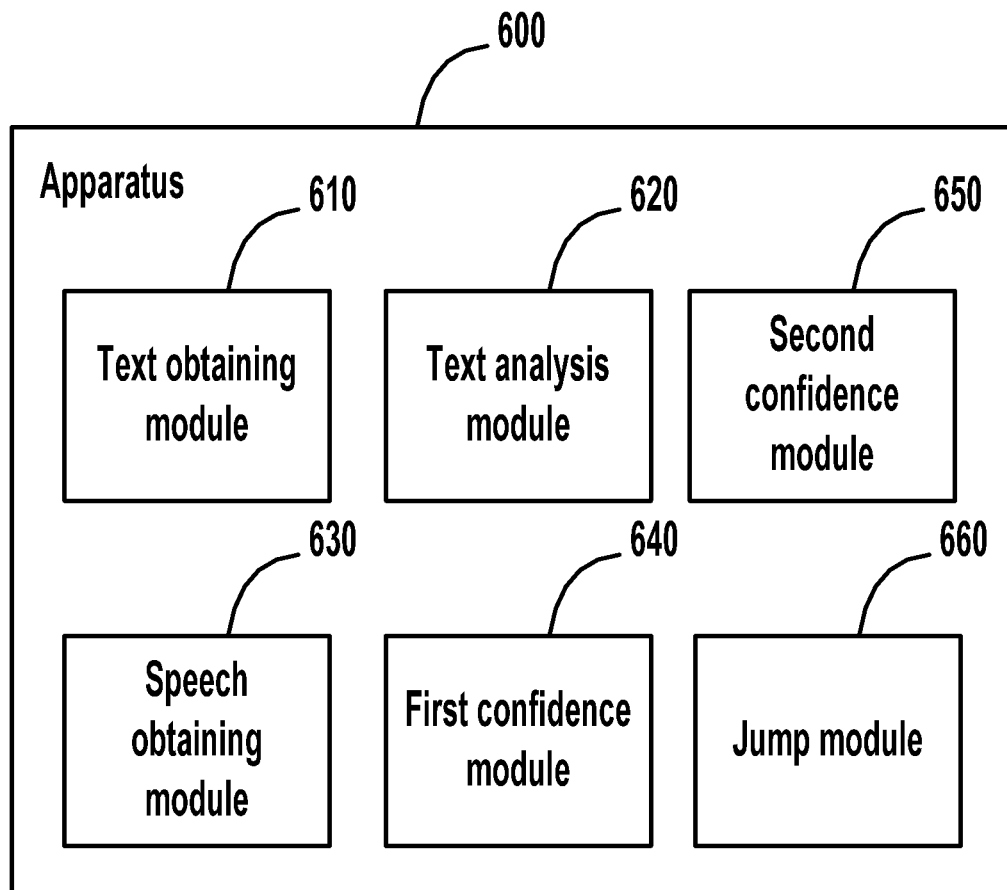 600
Apparatus
610
620
650
Text obtaining
module
Text analysis
module
Second
confidence
module
630
640
660
Speech
obtaining
module
First confidence
module
Jump module